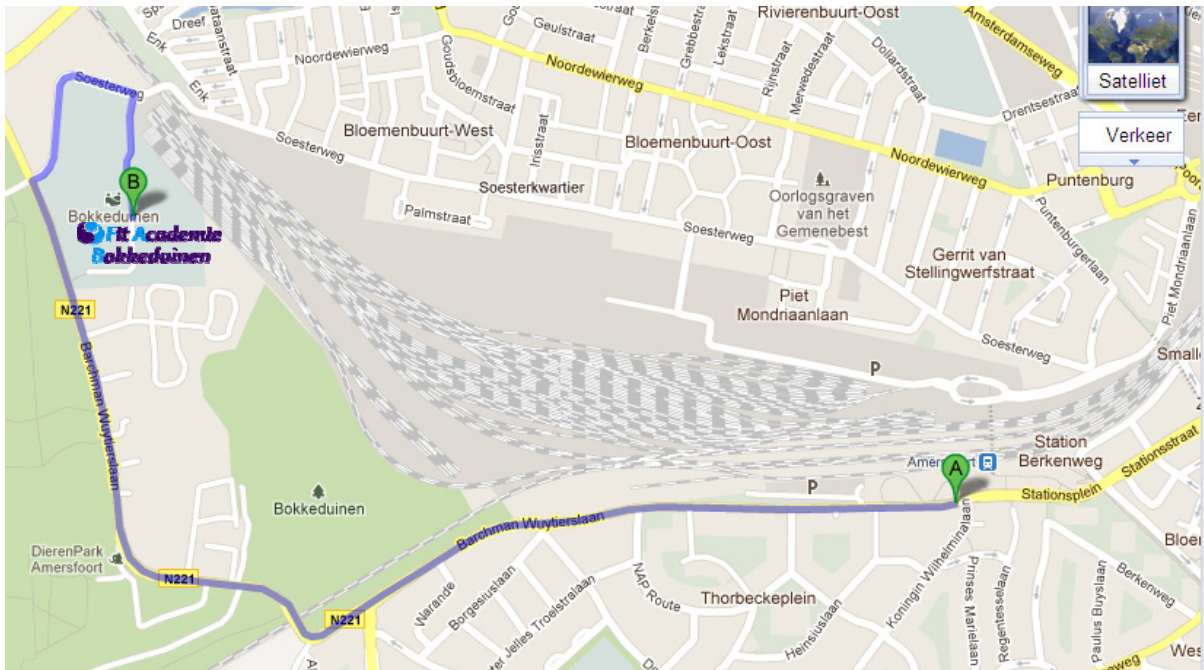 Dreef
Enk
Noordewierweg
Enk
Goudsbloemstraat
Geulstraat
Berkelstraat
Grebbestraat
Lekstraat
Rijnstraat
Merwedestraat
Rivierenbuurt-Oost
Dollardstraat
Amsterdamseweg
Drentsestraat
Satelliet
Verkeer
Noordewierweg
Soesterweg
Bloemenbuurt-West
Soesterweg
Irisstraat
Bloemenbuurt-Oost
Noordewierweg
Puntenburg
Soesterkwartier
Palmstraat
Oorlogsgraven
van het
Gemenebest
Soesterweg
Puntenburgerlaan
Piet Mondriaanlaan
Gerrit van
Stellingwerfstraat
B
Bokkeduinen
Fit Academie
Bokkeduinen
Piet
Mondriaanlaan
Soesterweg
N221
Barchman Wuytierslaan
P
Station
Berkenweg
Stationsstraat
A
P
Stationsplein
Bokkeduinen
Barchman Wuytierslaan
DierenPark
Amersfoort
N221
N221
Warande
Borgesiuslaan
NAP Route
Thorbeckeplein
Heinsiuslaan
Koningin Wilhelminalaan
Prinses Marielaan
Regentesselaan
Paulus Buyslaan
Berkenweg